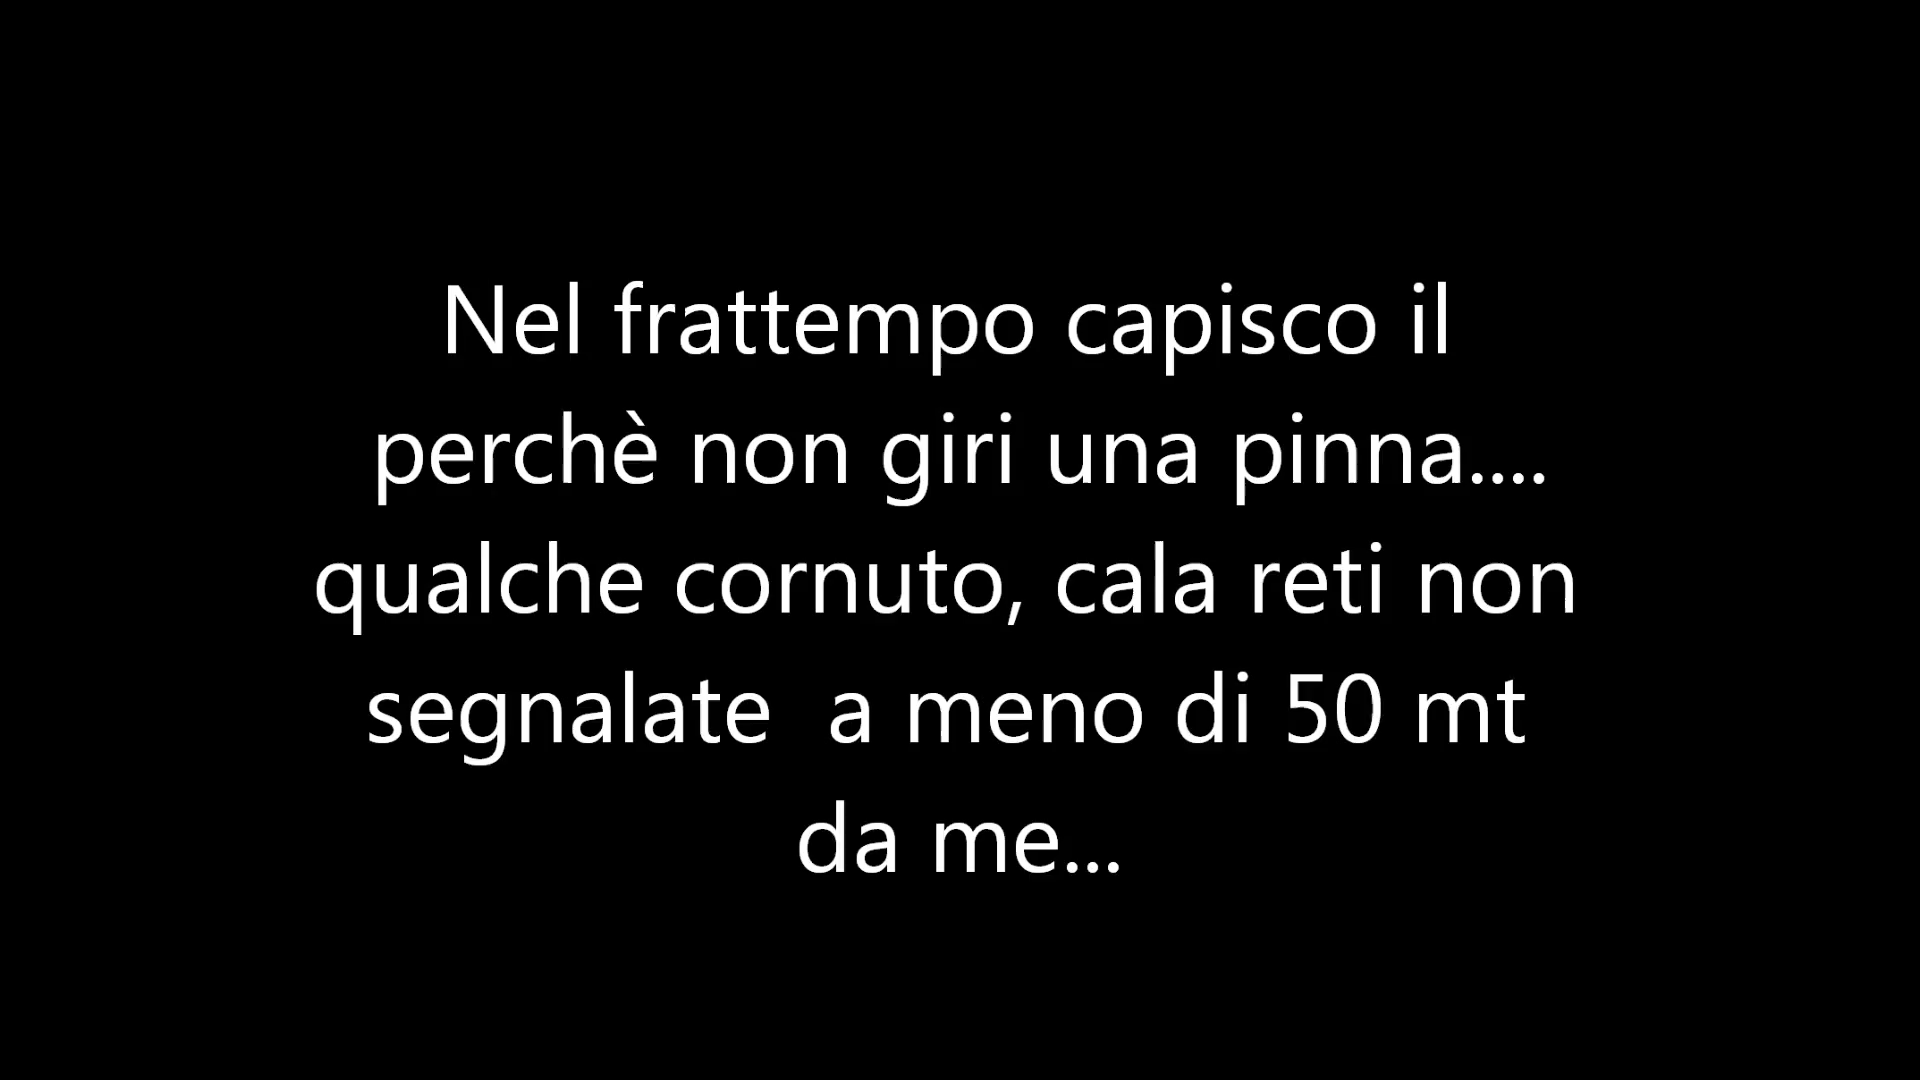 Nel frattempo capisco il
perchè non giri una pinna....
qualche cornuto, cala reti non
segnalate  a meno di 50 mt
da me...